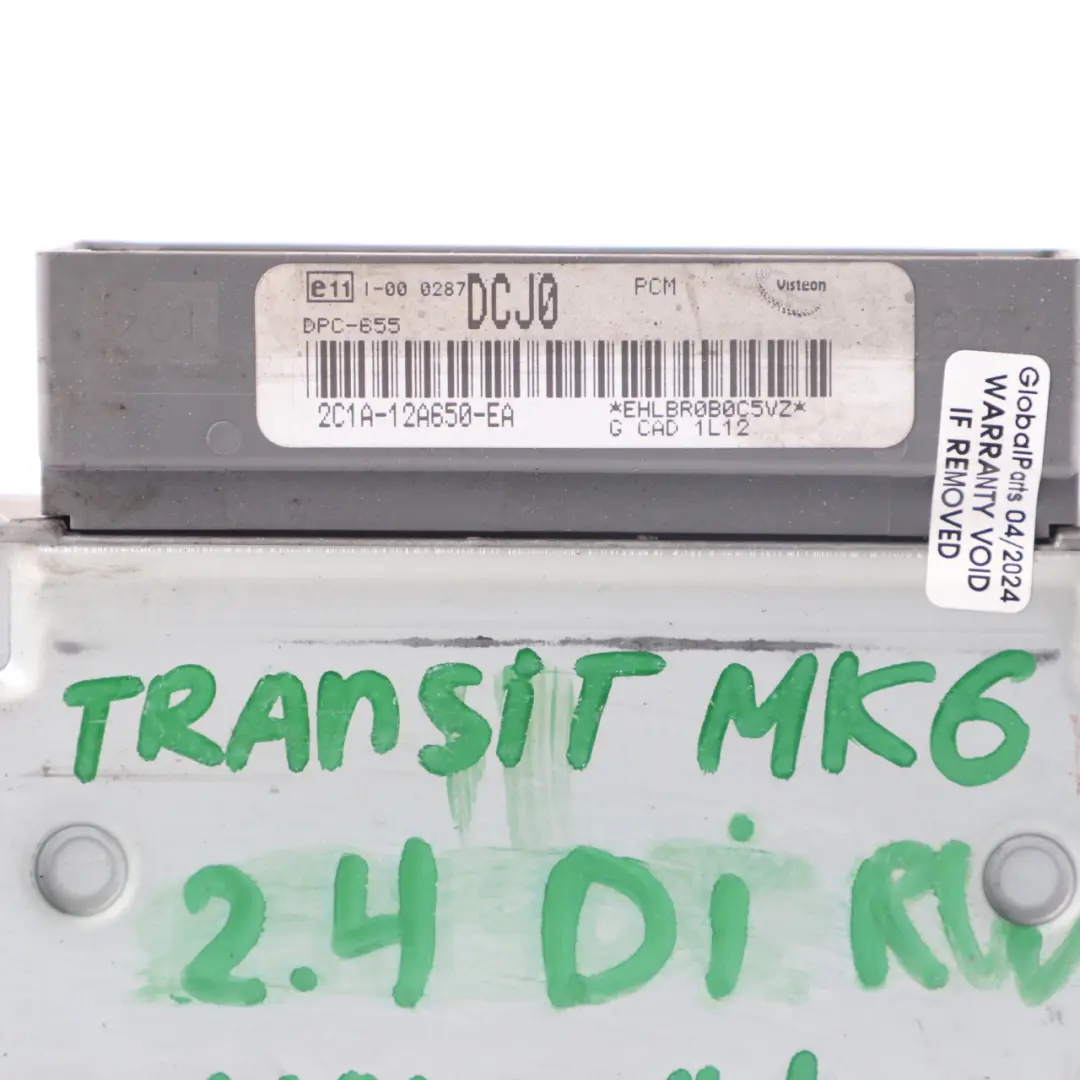 e11 I-00 0287 DCJ0 PCM Visteon
DPC-655
2C1A-12A650-EA *EHLBR0B0C5VZ*
G CAD 1L12
GlobalParts 04/2024
WARRANTY VOID
IF REMOVED
TRANSiT MK6
2.4 Di RW